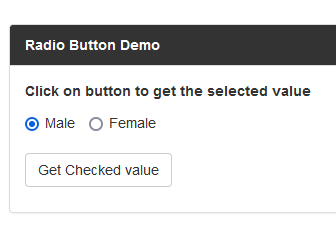 Radio Button Demo
Click on button to get the selected value
Male Female
Get Checked value